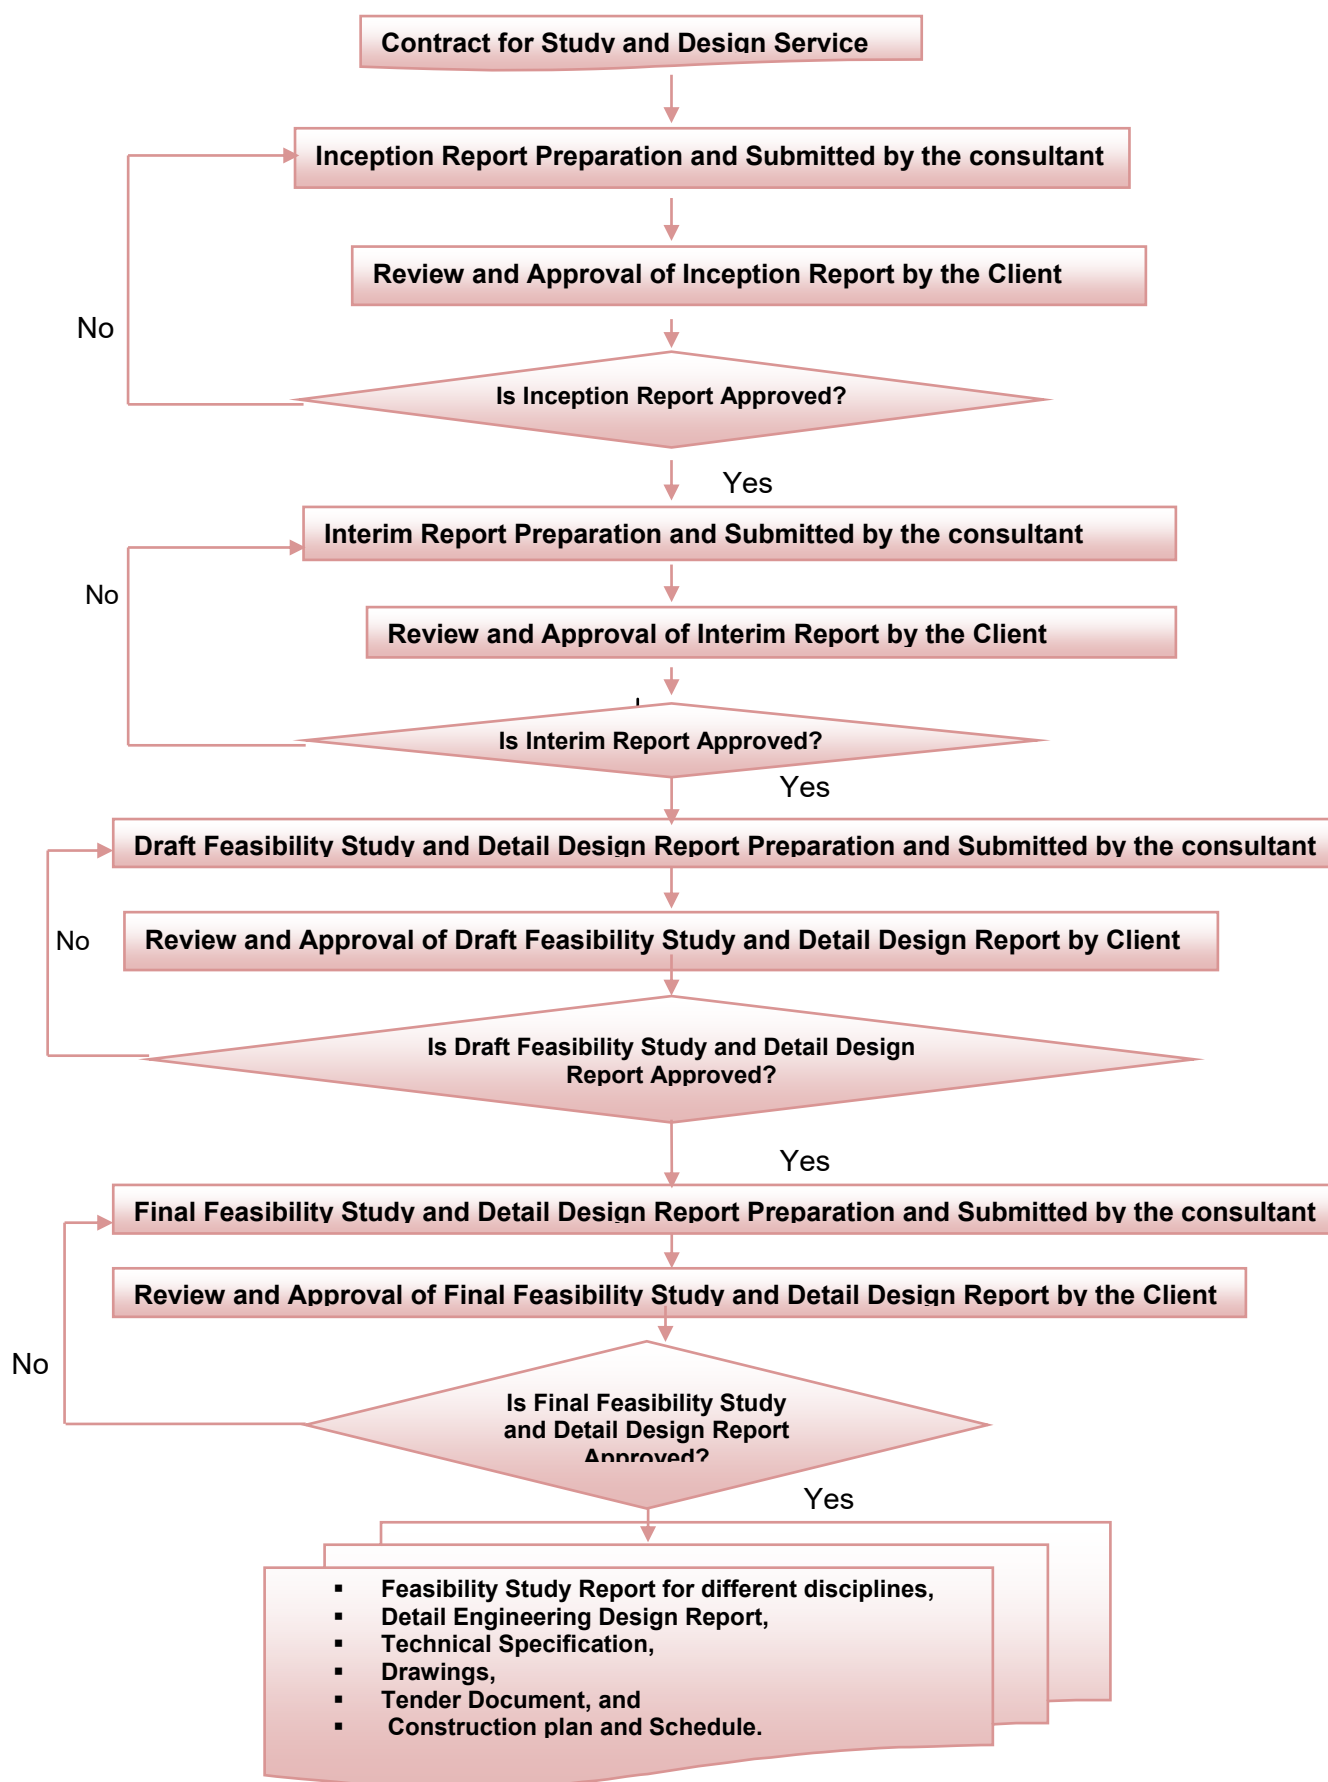 Contract for Study and Design Service
Inception Report Preparation and Submitted by the consultant
Review and Approval of Inception Report by the Client
No
Is Inception Report Approved?
Yes
Interim Report Preparation and Submitted by the consultant
No
Review and Approval of Interim Report by the Client
Is Interim Report Approved?
Yes
Draft Feasibility Study and Detail Design Report Preparation and Submitted by the consultant
No
Review and Approval of Draft Feasibility Study and Detail Design Report by Client
Is Draft Feasibility Study and Detail Design
Report Approved?
Yes
Final Feasibility Study and Detail Design Report Preparation and Submitted by the consultant
Review and Approval of Final Feasibility Study and Detail Design Report by the Client
No
Is Final Feasibility Study
and Detail Design Report
Approved?
Yes
▪ Feasibility Study Report for different disciplines,
▪ Detail Engineering Design Report,
▪ Technical Specification,
▪ Drawings,
▪ Tender Document, and
▪ Construction plan and Schedule.